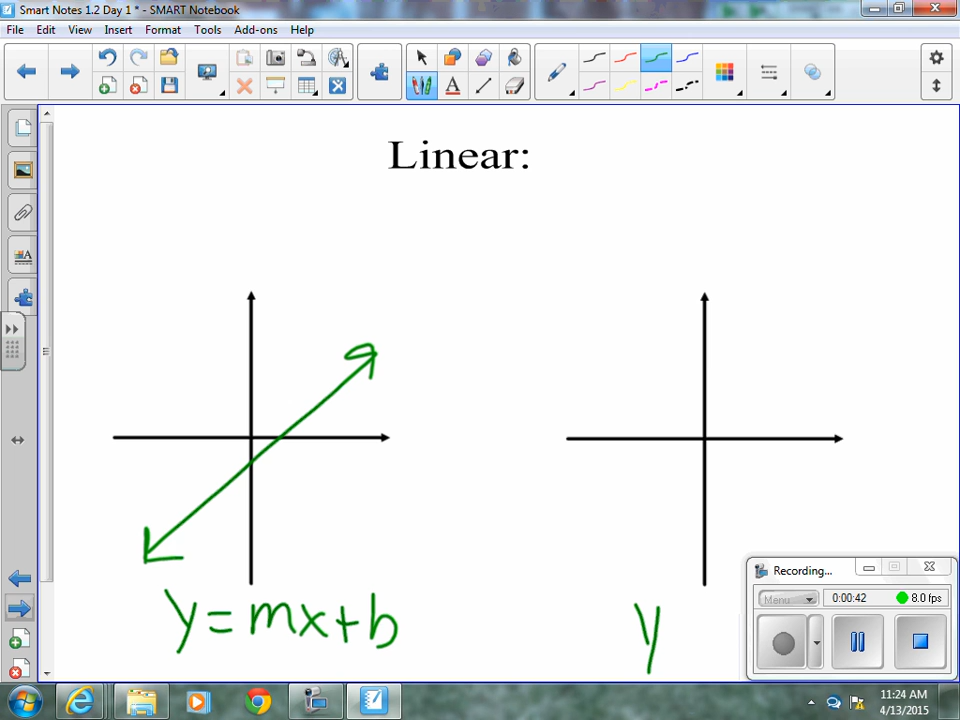 Smart Notes 1.2 Day 1 * - SMART Notebook
File Edit View Insert Format Tools Add-ons Help
Linear:
y = mx + b
y
Recording...
Menu 0:00:42 8.0 fps
11:24 AM
4/13/2015